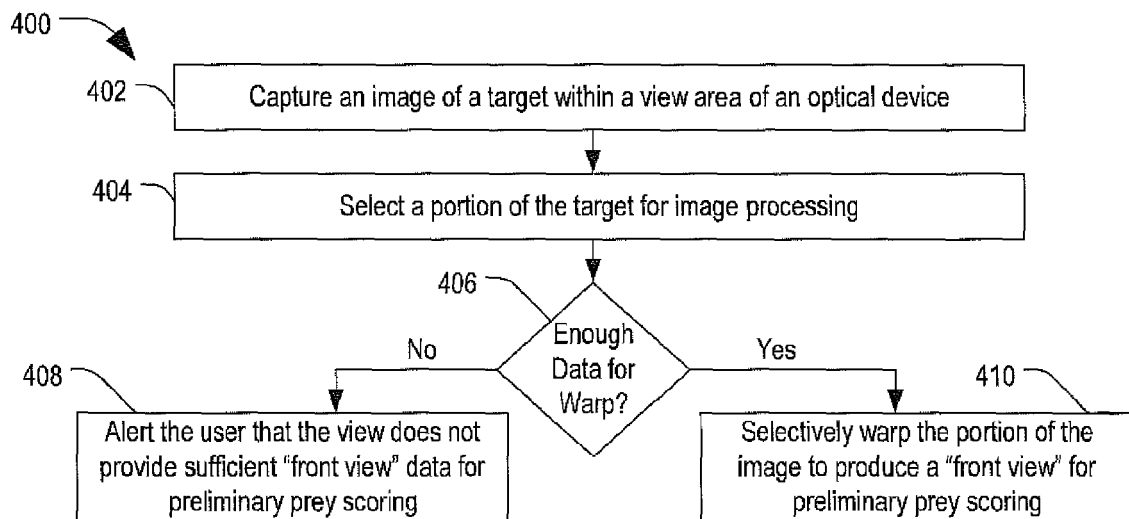 400
402
Capture an image of a target within a view area of an optical device
404
Select a portion of the target for image processing
406
Enough
Data for
Warp?
No
Yes
408
Alert the user that the view does not
provide sufficient “front view” data for
preliminary prey scoring
410
Selectively warp the portion of the
image to produce a “front view” for
preliminary prey scoring